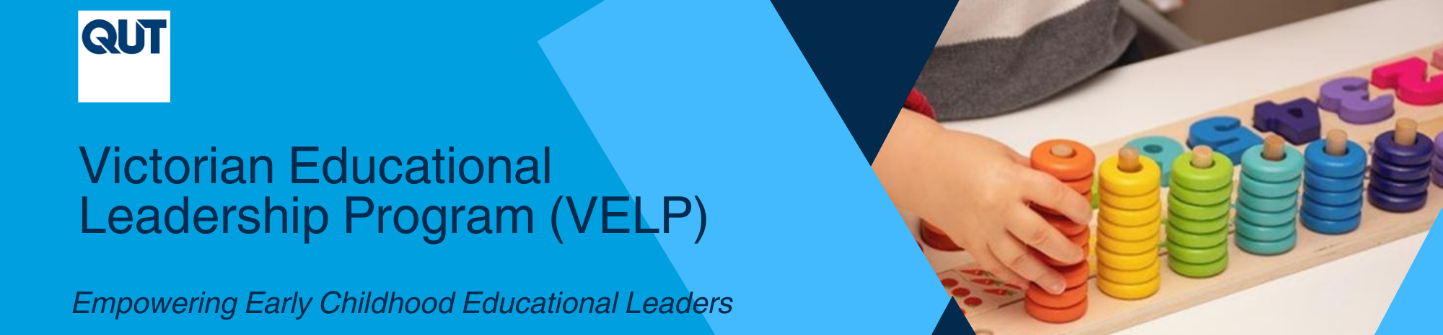 QUT
Victorian Educational
Leadership Program (VELP)
Empowering Early Childhood Educational Leaders